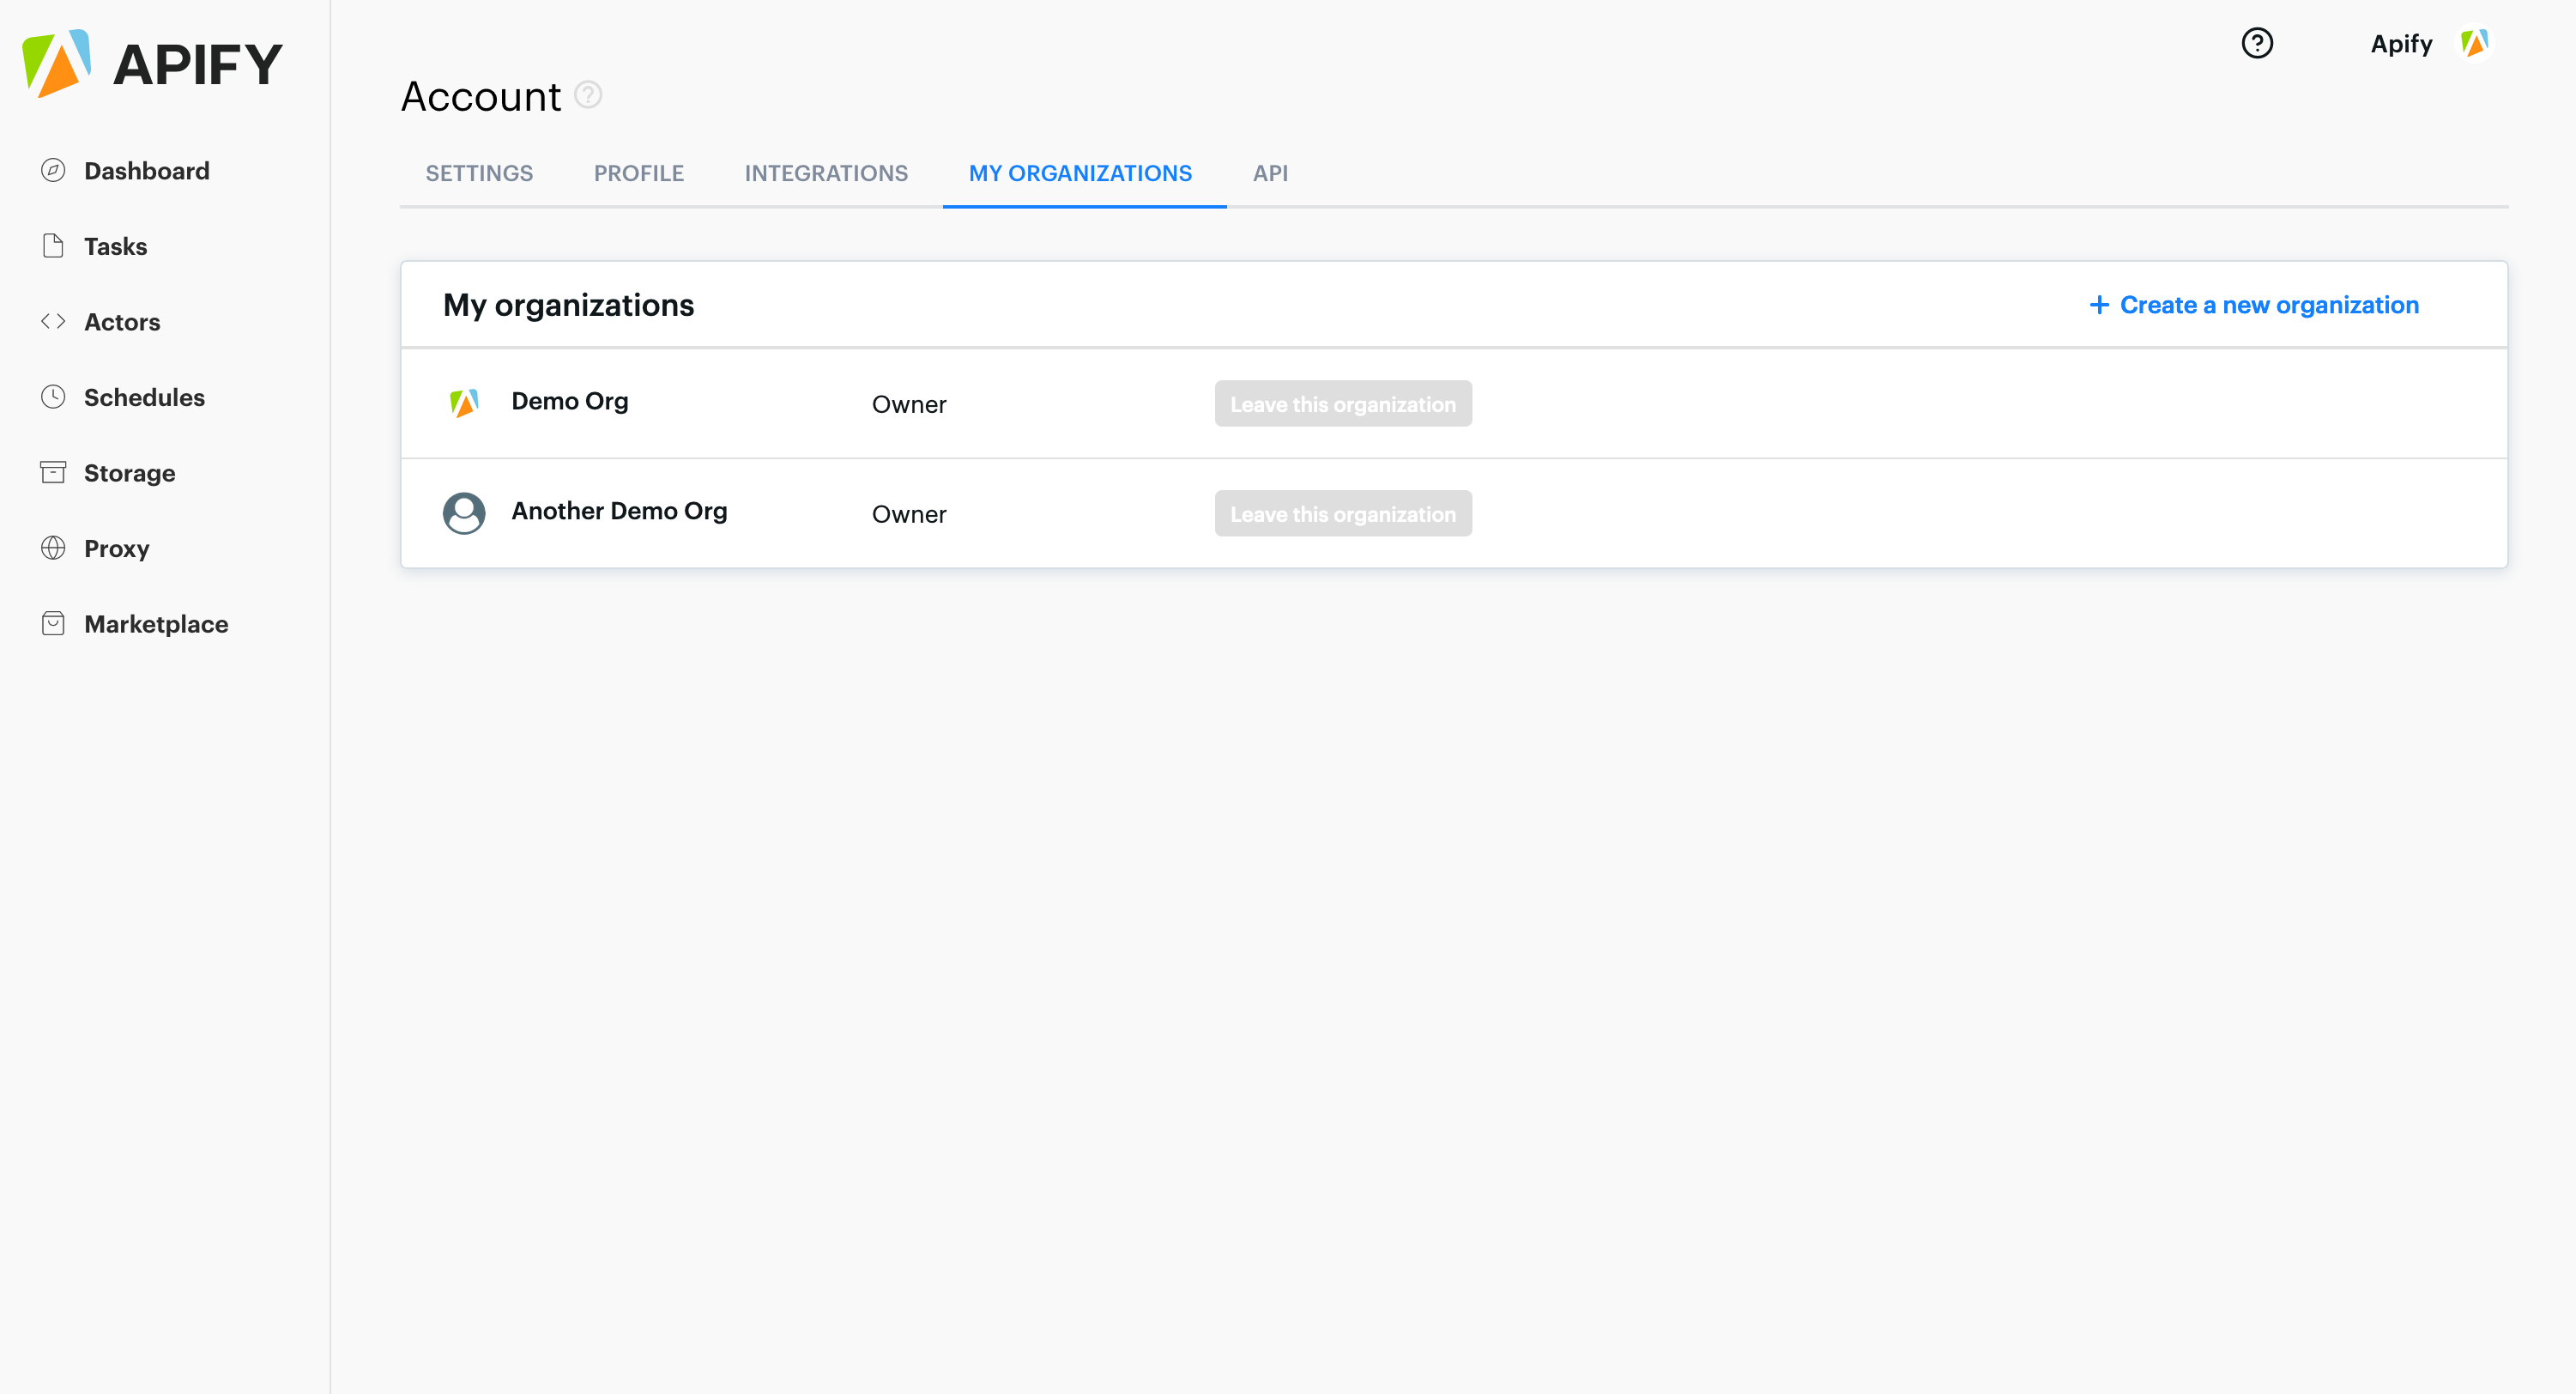 APIFY
Apify
Account
Dashboard
Tasks
Actors
Schedules
Storage
Proxy
Marketplace
SETTINGS PROFILE INTEGRATIONS MY ORGANIZATIONS API
My organizations + Create a new organization
Demo Org Owner Leave this organization
Another Demo Org Owner Leave this organization